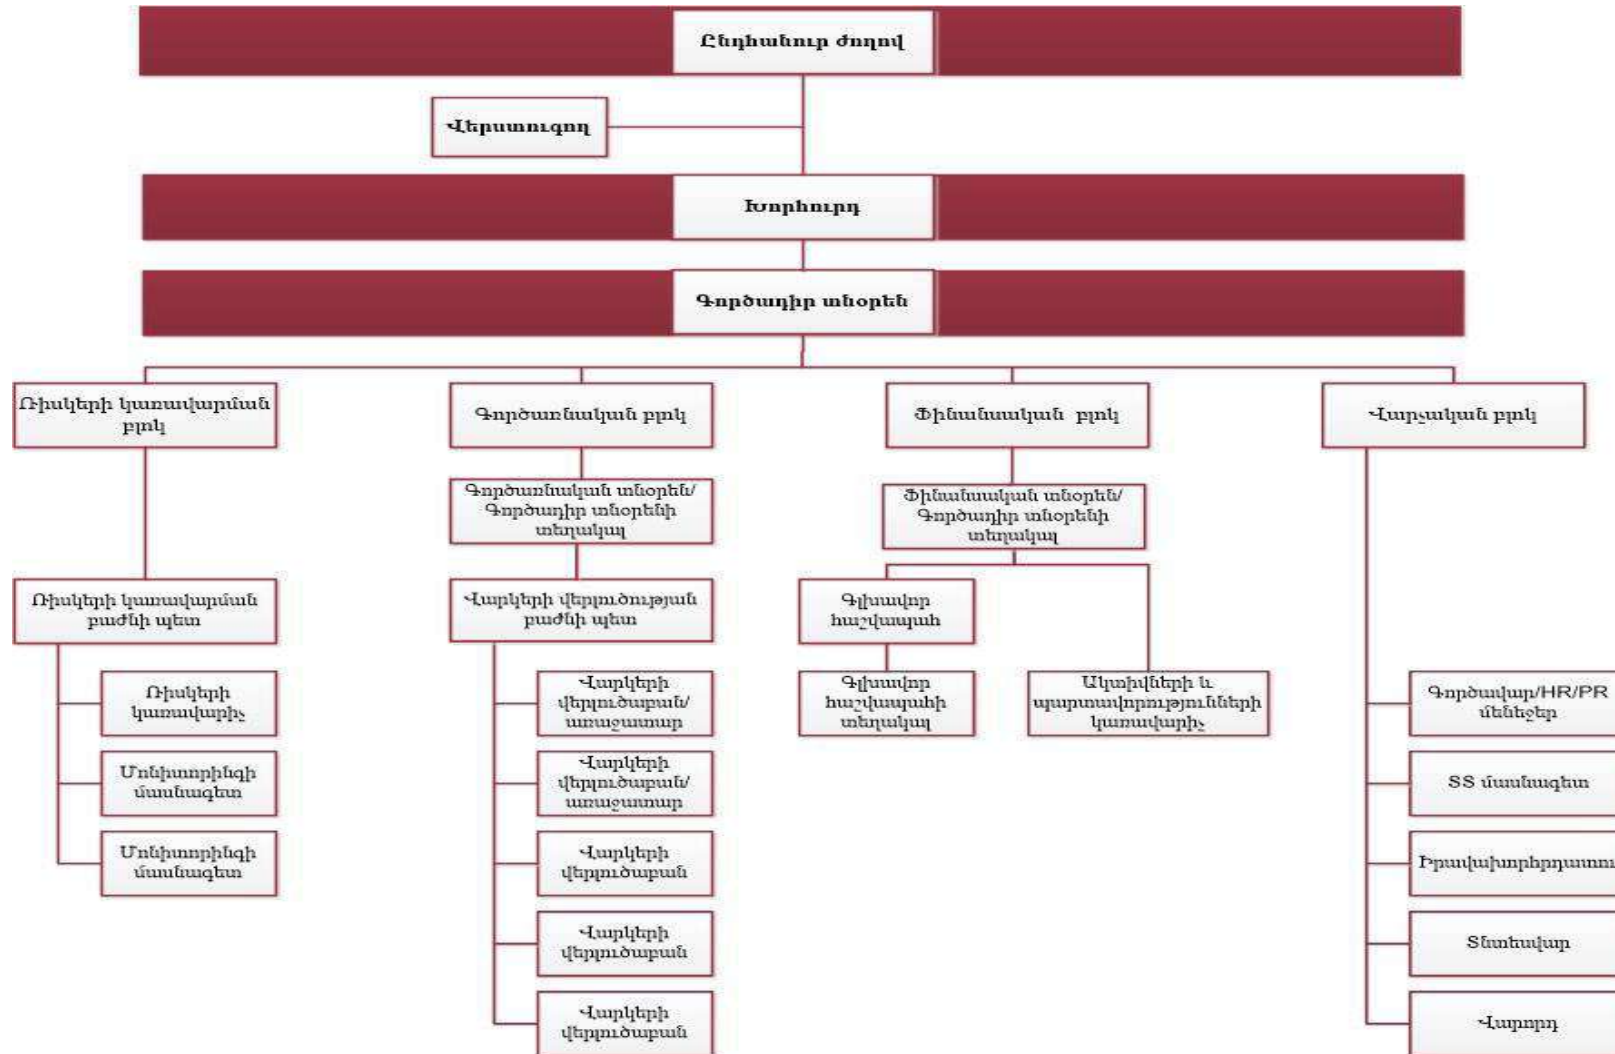 Ընդհանուր ժողով
Վերստուգող
Խորհուրդ
Գործադիր տնօրեն
Ռիսկերի կառավարման
բլոկ
Գործառնական բլոկ
Ֆինանսական բլոկ
Վարչական բլոկ
Գործառնական տնօրեն/
Գործադիր տնօրենի
տեղակալ
Ֆինանսական տնօրեն/
Գործադիր տնօրենի
տեղակալ
Ռիսկերի կառավարման
բաժնի պետ
Վարկերի վերլուծության
բաժնի պետ
Գլխավոր
հաշվապահ
Ռիսկերի
կառավարիչ
Վարկերի
վերլուծաբան/
առաջատար
Գլխավոր
հաշվապահի
տեղակալ
Ակտիվների և
պարտավորությունների
կառավարիչ
Գործավար/HR/PR
մենեջեր
Մոնիտորինգի
մասնագետ
Վարկերի
վերլուծաբան/
առաջատար
ՏՏ մասնագետ
Մոնիտորինգի
մասնագետ
Վարկերի
վերլուծաբան
Իրավախորհրդատու
Վարկերի
վերլուծաբան
Տնտեսվար
Վարկերի
վերլուծաբան
Վարորդ